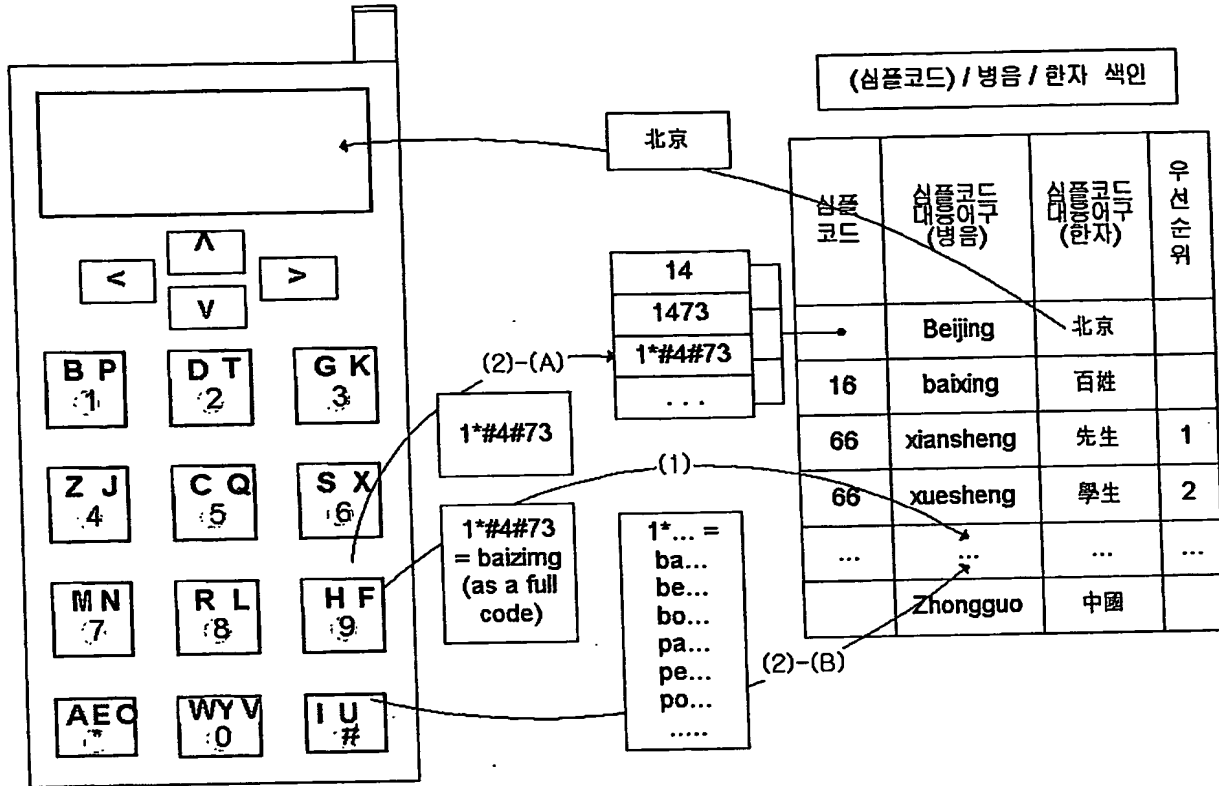 (심플코드) / 병음 / 한자 색인
北京
심플
코드
심플코드
대응어구
(병음)
심플코드
대응어구
(한자)
우
선
순
위
Beijing 北京
16 baixing 百姓
66 xiansheng 先生 1
66 xuesheng 學生 2
... ... ... ...
Zhongguo 中國
14
1473
1*#4#73
. . .
(2)-(A)
1*#4#73
(1)
1*#4#73
= baizimg
(as a full
code)
1*... =
ba...
be...
bo...
pa...
pe...
po...
.....
(2)-(B)
^
< >
v
B P D T G K
1 2 3
Z J C Q S X
4 5 6
M N R L H F
7 8 9
A E O W Y V I U
* 0 #